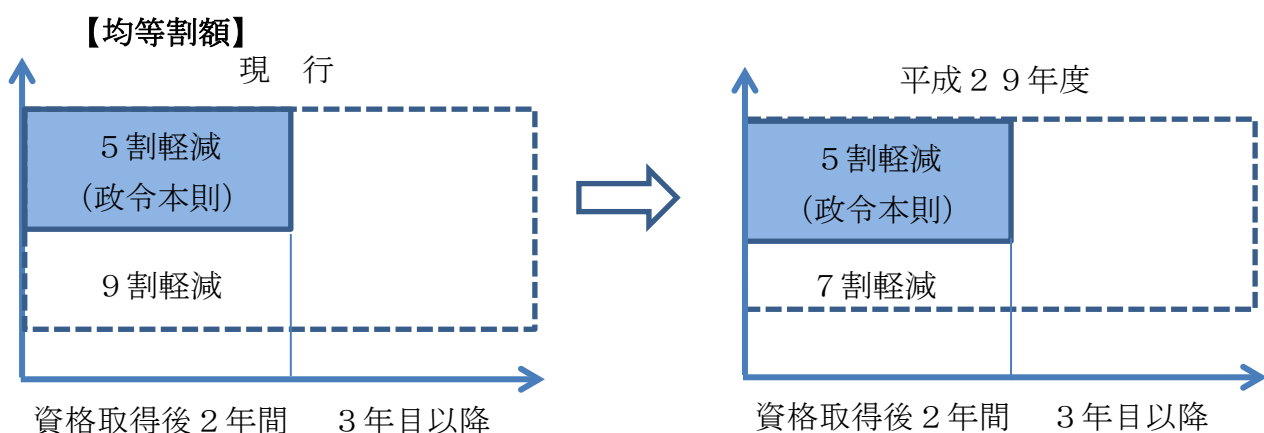 【均等割額】
現　行
５割軽減
（政令本則）
９割軽減
資格取得後２年間　３年目以降
平成２９年度
５割軽減
（政令本則）
７割軽減
資格取得後２年間　３年目以降